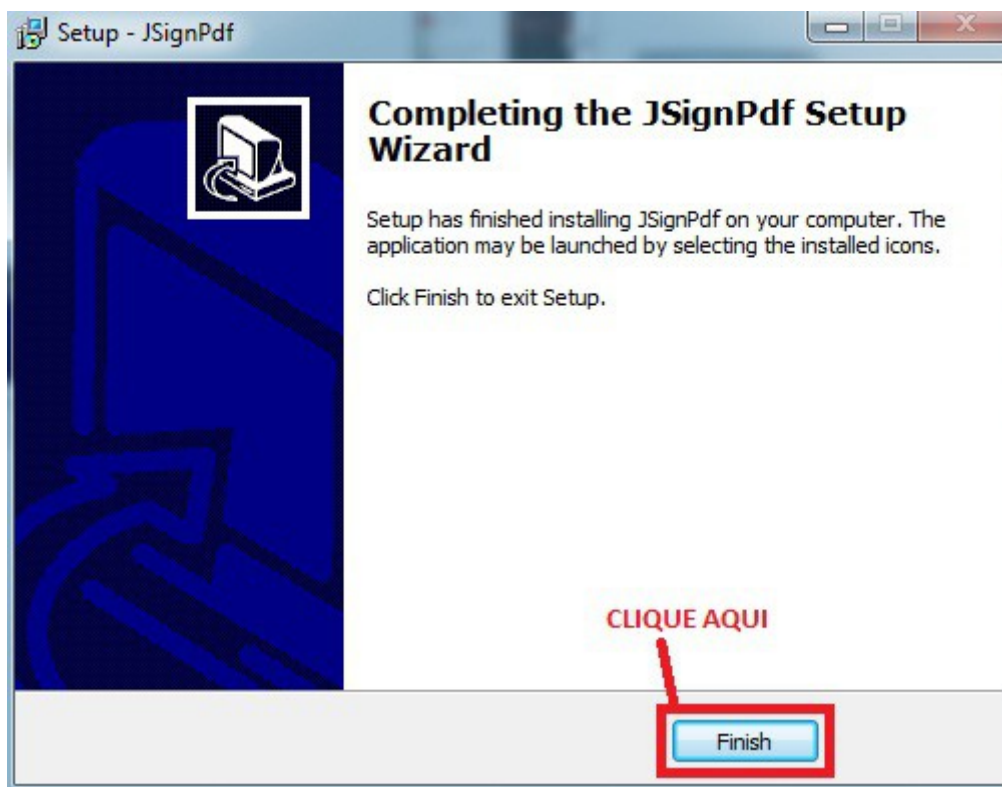 Setup - JSignPdf
Completing the JSignPdf Setup
Wizard
Setup has finished installing JSignPdf on your computer. The
application may be launched by selecting the installed icons.
Click Finish to exit Setup.
CLIQUE AQUI
Finish